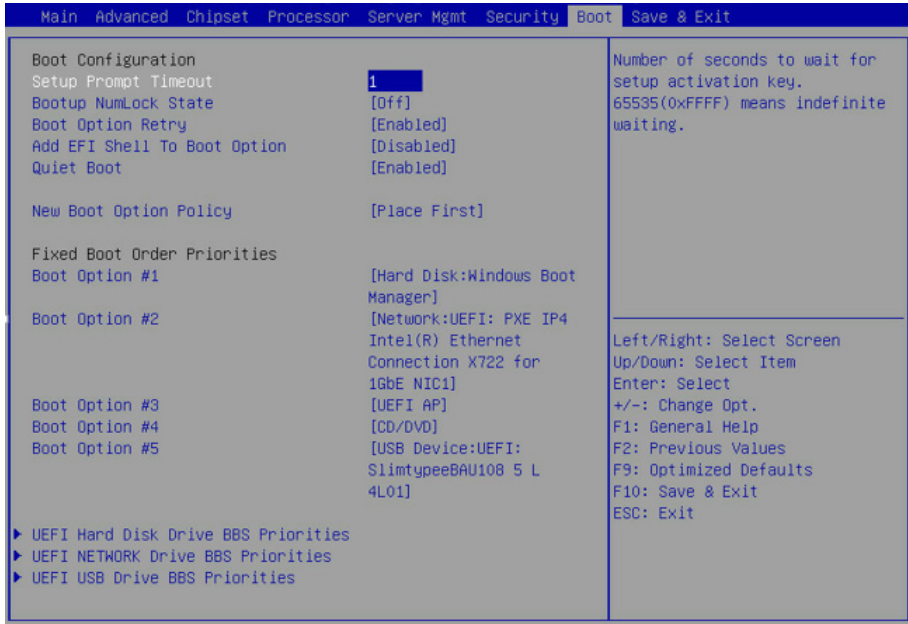 Main Advanced Chipset Processor Server Mgmt Security Boot Save & Exit
Boot Configuration
Setup Prompt Timeout 1
Bootup NumLock State [Off]
Boot Option Retry [Enabled]
Add EFI Shell To Boot Option [Disabled]
Quiet Boot [Enabled]
New Boot Option Policy [Place First]
Fixed Boot Order Priorities
Boot Option #1 [Hard Disk:Windows Boot
Manager]
Boot Option #2 [Network:UEFI: PXE IP4
Intel(R) Ethernet
Connection X722 for
1GbE NIC1]
Boot Option #3 [UEFI AP]
Boot Option #4 [CD/DVD]
Boot Option #5 [USB Device:UEFI:
SlimtypeeBAU108 5 L
4L01]
UEFI Hard Disk Drive BBS Priorities
UEFI NETWORK Drive BBS Priorities
UEFI USB Drive BBS Priorities
Number of seconds to wait for
setup activation key.
65535(0xFFFF) means indefinite
waiting.
Left/Right: Select Screen
Up/Down: Select Item
Enter: Select
+/-: Change Opt.
F1: General Help
F2: Previous Values
F9: Optimized Defaults
F10: Save & Exit
ESC: Exit